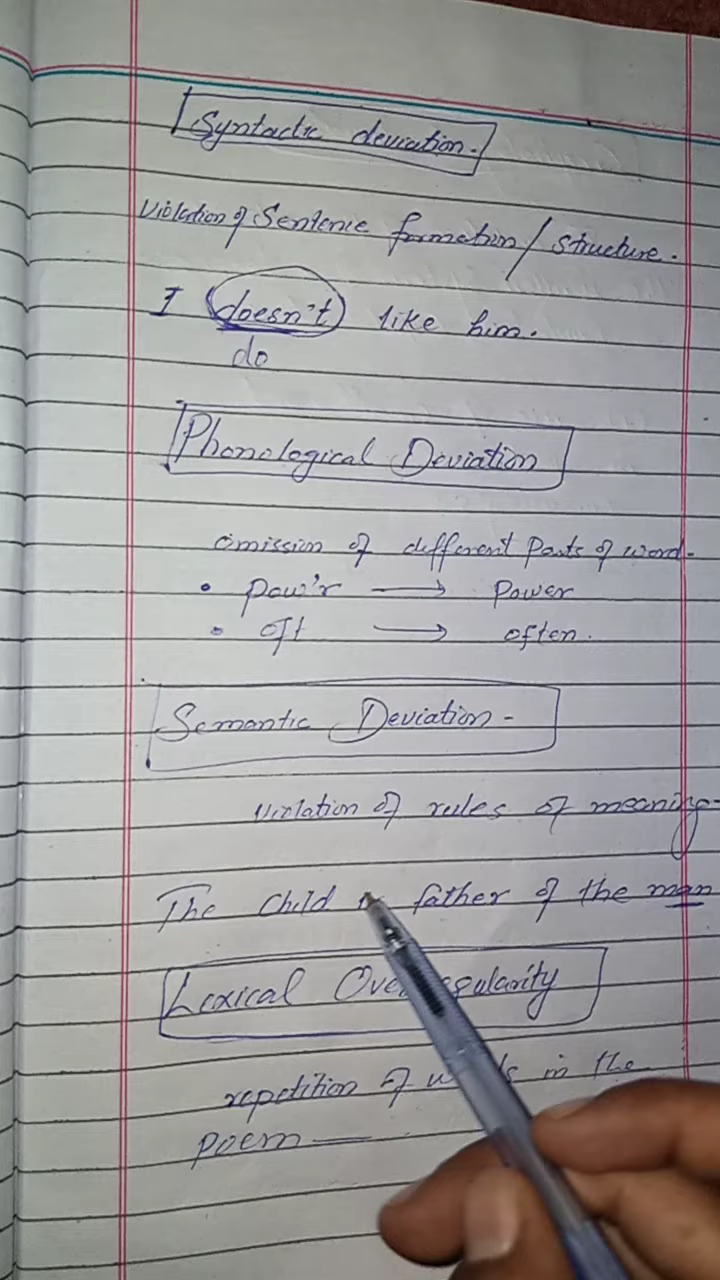 Syntactic deviation.
Violation of Sentence formation / structure.
I doesn't like him.
do
Phonological Deviation
omission of different parts of word.
• pow'r → power
• oft → often.
Semantic Deviation -
violation of rules of meaning-
The child father of the man
Lexical
repetition of in the
poem —